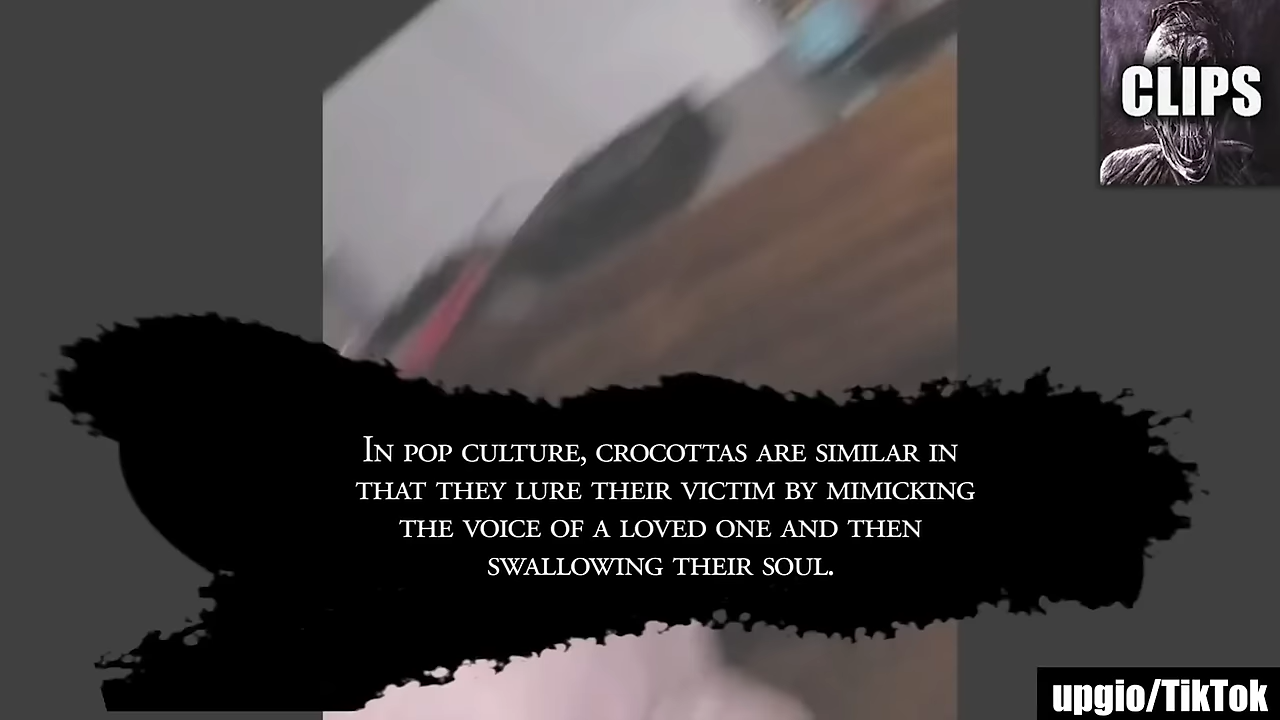 CLIPS
In pop culture, crocottas are similar in
that they lure their victim by mimicking
the voice of a loved one and then
swallowing their soul.
upgio/TikTok